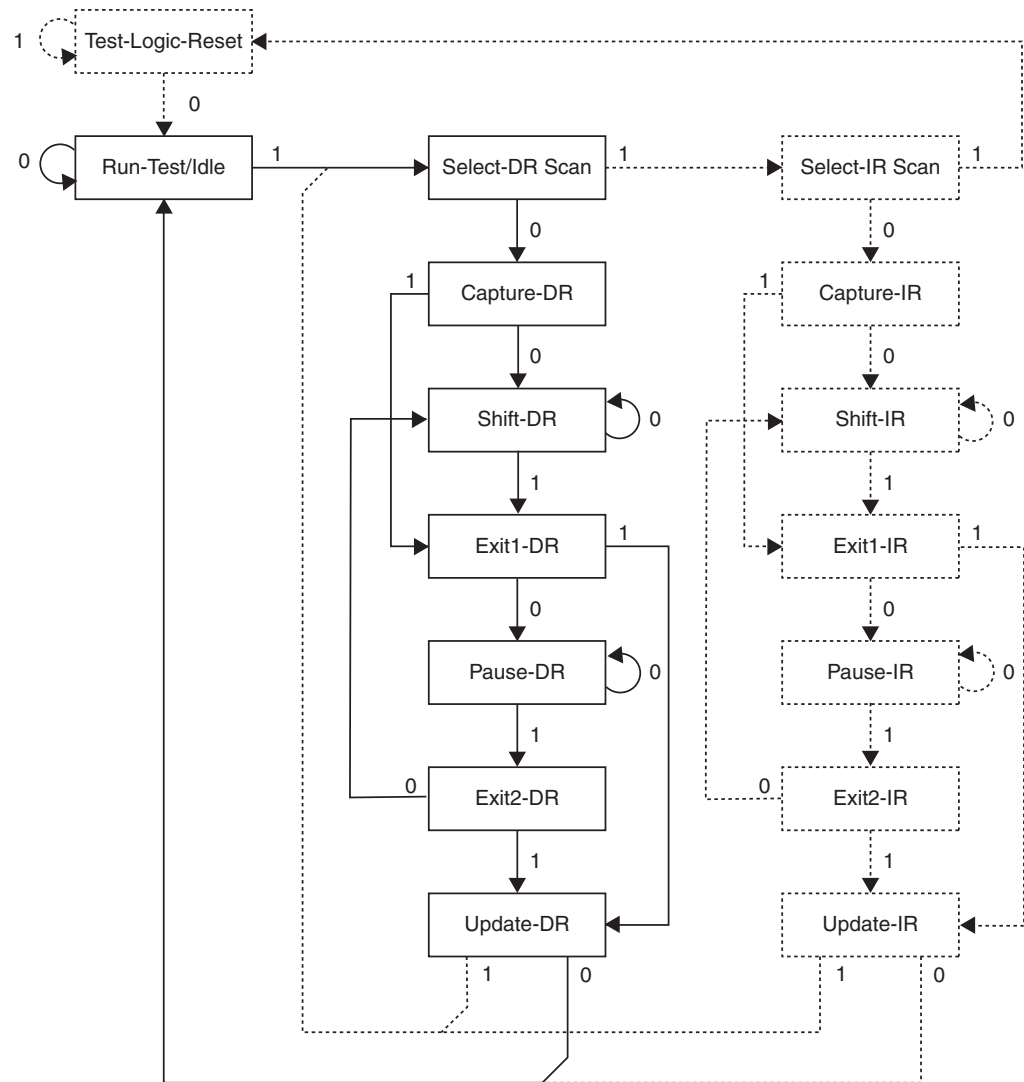 Test-Logic-Reset
1
0
Run-Test/Idle
0
1
Select-DR Scan
1
Select-IR Scan
1
0
0
1
Capture-DR
1
Capture-IR
0
0
Shift-DR
0
Shift-IR
0
1
1
Exit1-DR
1
Exit1-IR
1
0
0
Pause-DR
0
Pause-IR
0
1
1
0
Exit2-DR
0
Exit2-IR
1
1
Update-DR
Update-IR
1
0
1
0